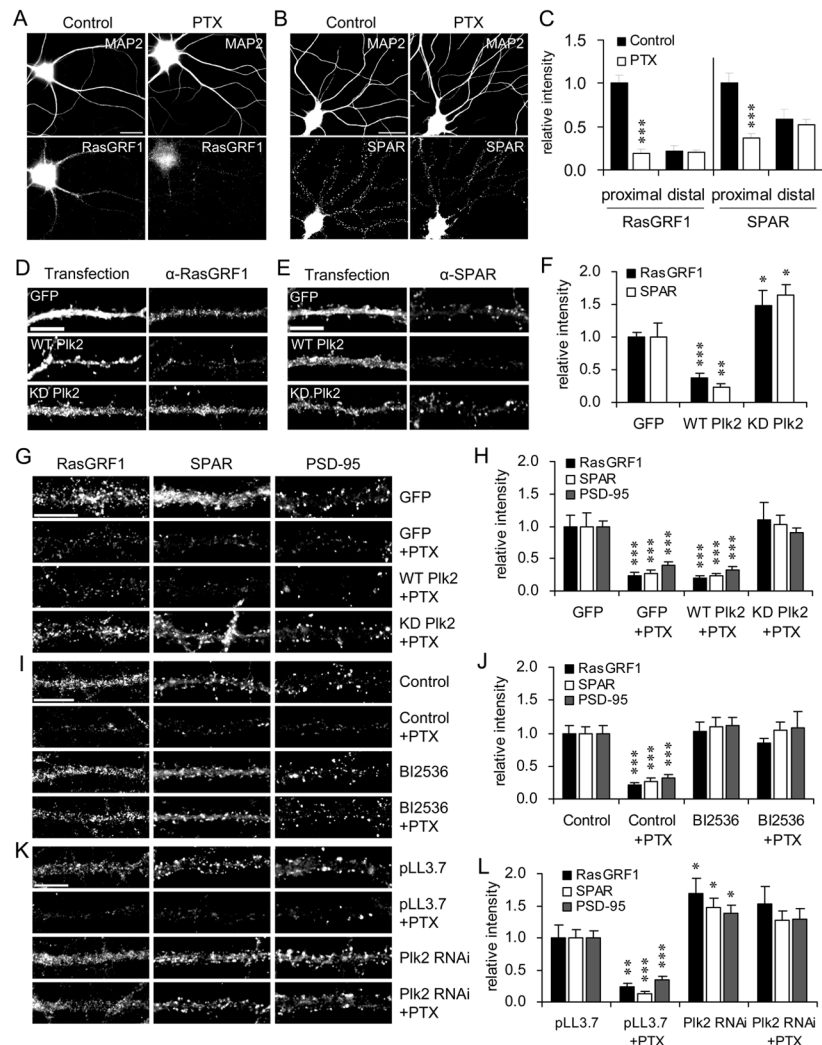 A
Control
PTX
MAP2
MAP2
RasGRF1
RasGRF1
B
Control
PTX
MAP2
MAP2
SPAR
SPAR
C
relative intensity
1.5
1.0
0.5
0
Control
PTX
***
***
proximal distal
proximal distal
RasGRF1
SPAR
D
Transfection
α-RasGRF1
GFP
WT Plk2
KD Plk2
E
Transfection
α-SPAR
GFP
WT Plk2
KD Plk2
F
relative intensity
2.0
1.5
1.0
0.5
0
RasGRF1
SPAR
***
**
*
*
GFP
WT Plk2
KD Plk2
G
RasGRF1
SPAR
PSD-95
GFP
GFP
+PTX
WT Plk2
+PTX
KD Plk2
+PTX
H
relative intensity
2.0
1.5
1.0
0.5
0.0
RasGRF1
SPAR
PSD-95
***
***
***
***
***
***
GFP
GFP
+PTX
WT Plk2
+PTX
KD Plk2
+PTX
I
Control
Control
+PTX
BI2536
BI2536
+PTX
J
relative intensity
2.0
1.5
1.0
0.5
0.0
RasGRF1
SPAR
PSD-95
***
***
***
Control
Control
+PTX
BI2536
BI2536
+PTX
K
pLL3.7
pLL3.7
+PTX
Plk2 RNAi
Plk2 RNAi
+PTX
L
relative intensity
2.0
1.5
1.0
0.5
0.0
RasGRF1
SPAR
PSD-95
**
***
***
*
*
*
pLL3.7
pLL3.7
+PTX
Plk2 RNAi
Plk2 RNAi
+PTX